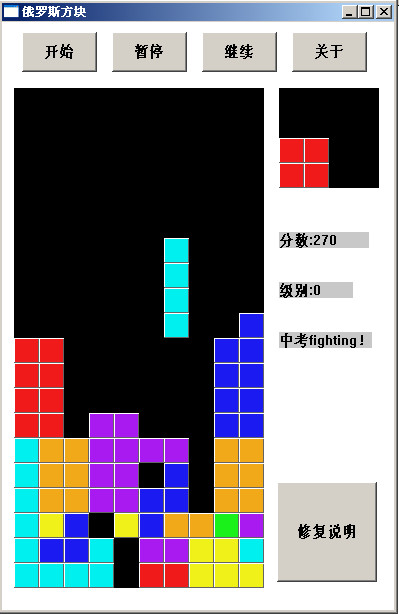 俄罗斯方块
开始 暂停 继续 关于
分数:270
级别:0
中考fighting!
修复说明